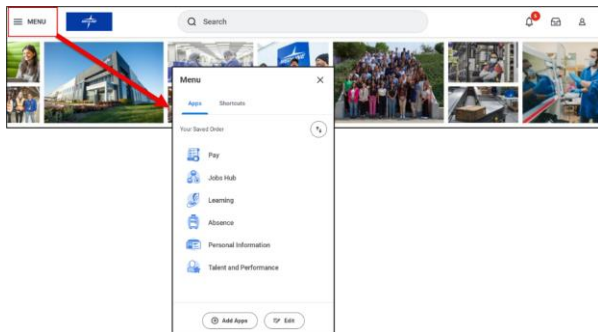 MENU
Search
Menu
Apps Shortcuts
Your Saved Order
Pay
Jobs Hub
Learning
Absence
Personal Information
Talent and Performance
Add Apps Edit